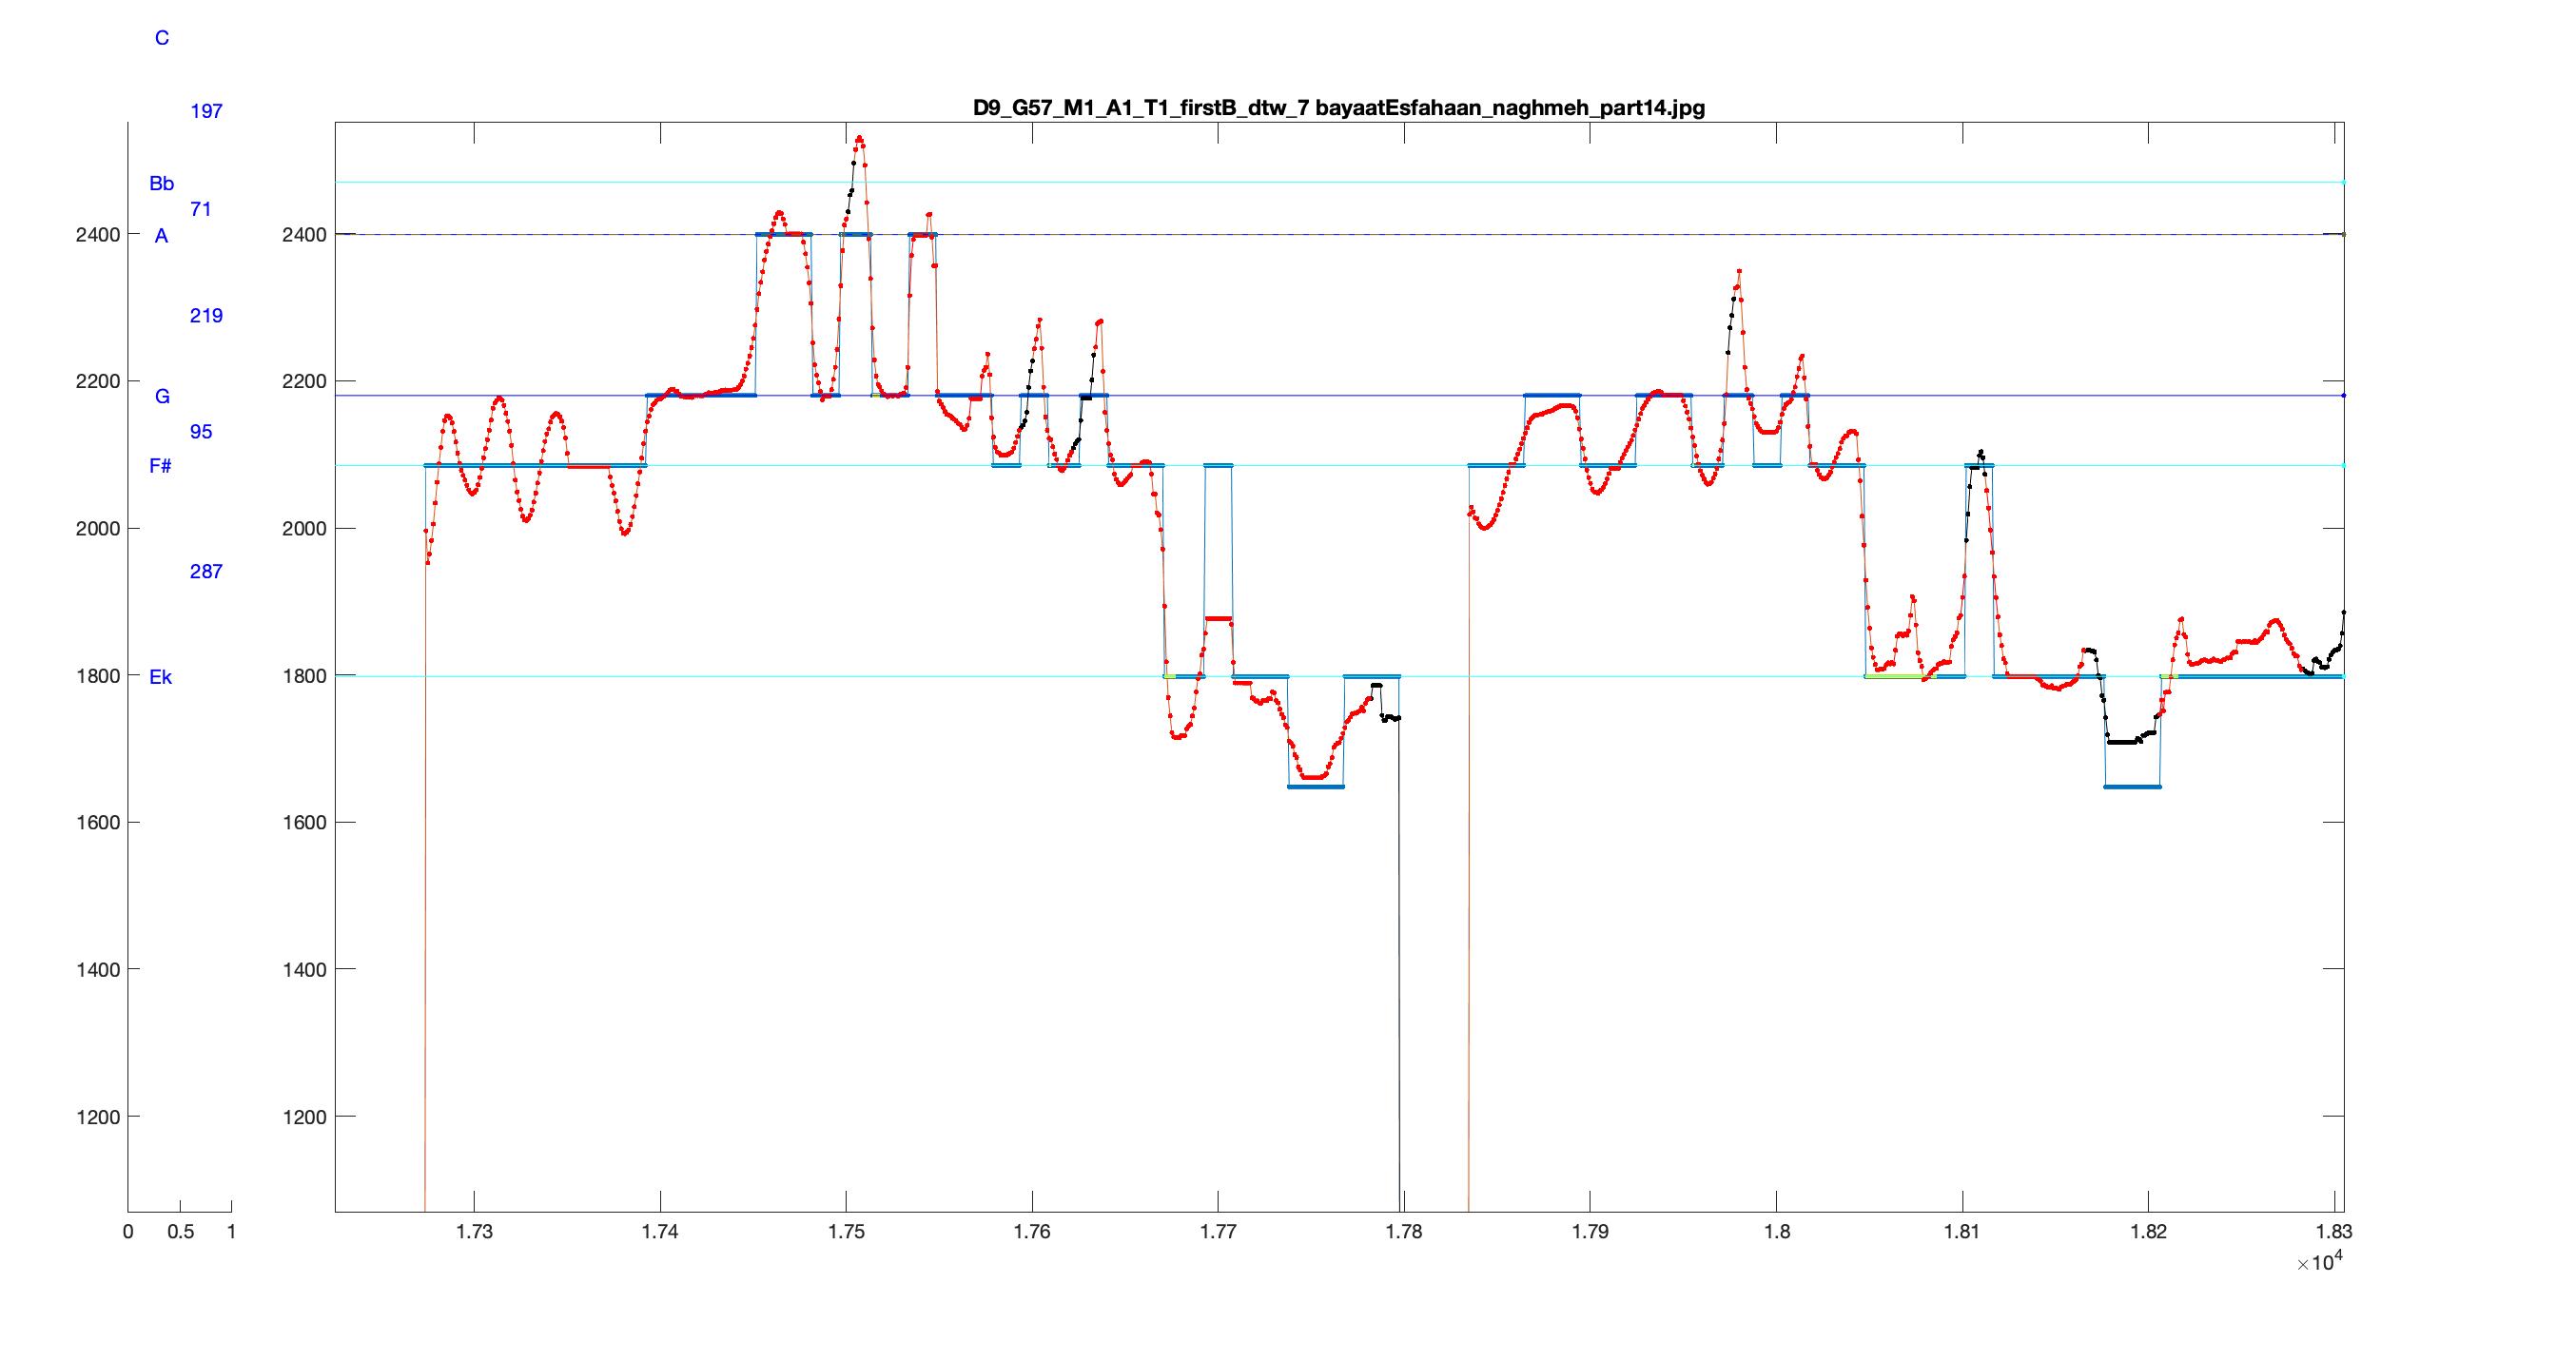 C
197
D9_G57_M1_A1_T1_firstB_dtw_7 bayaatEsfahaan_naghmeh_part14.jpg
Bb
71
2400 A 2400
219
2200 G 2200
95
F#
2000 2000
287
1800 Ek 1800
1600 1600
1400 1400
1200 1200
0 0.5 1 1.73 1.74 1.75 1.76 1.77 1.78 1.79 1.8 1.81 1.82 1.83
×10^4